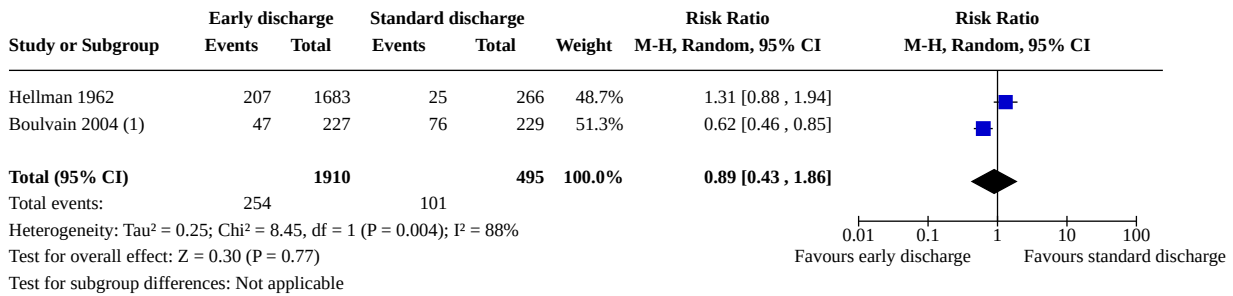 Early discharge Standard discharge Risk Ratio Risk Ratio
Study or Subgroup Events Total Events Total Weight M-H, Random, 95% CI M-H, Random, 95% CI
Hellman 1962 207 1683 25 266 48.7% 1.31 [0.88 , 1.94]
Boulvain 2004 (1) 47 227 76 229 51.3% 0.62 [0.46 , 0.85]
Total (95% CI) 1910 495 100.0% 0.89 [0.43 , 1.86]
Total events: 254 101
Heterogeneity: Tau² = 0.25; Chi² = 8.45, df = 1 (P = 0.004); I² = 88%
0.01 0.1 1 10 100
Test for overall effect: Z = 0.30 (P = 0.77) Favours early discharge Favours standard discharge
Test for subgroup differences: Not applicable